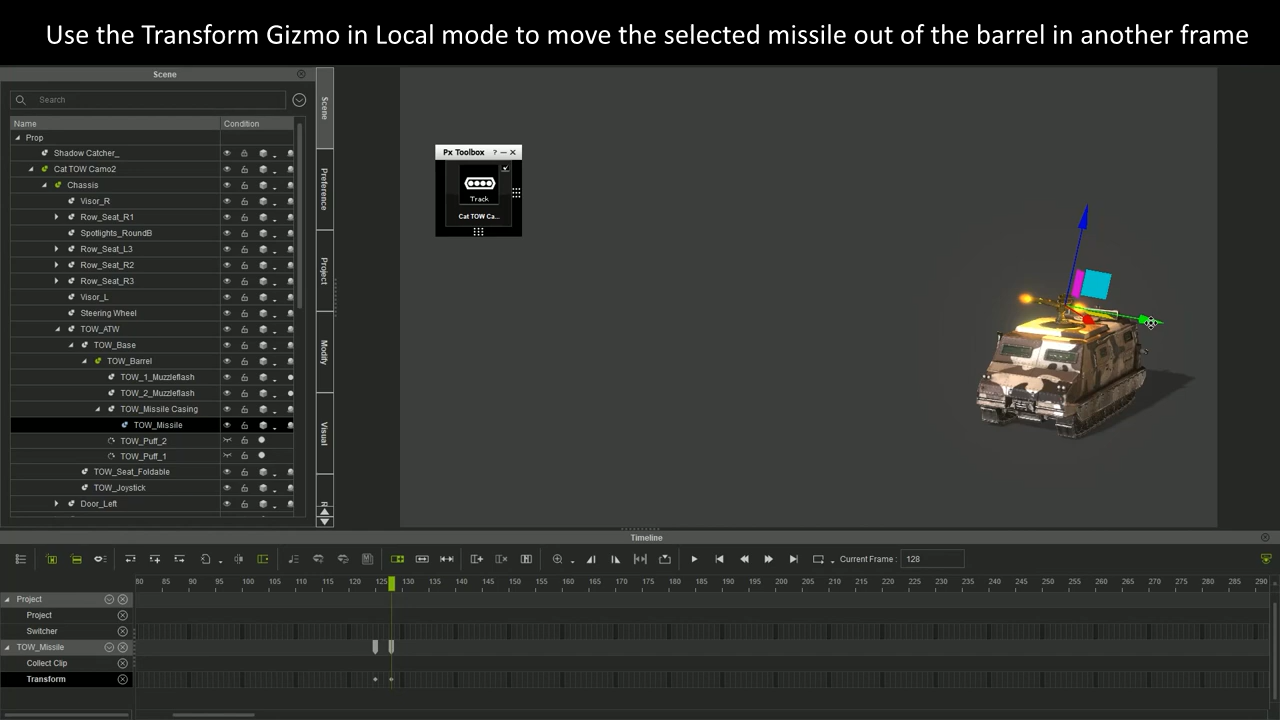 Use the Transform Gizmo in Local mode to move the selected missile out of the barrel in another frame
Scene
Search
Name Condition
Prop
Shadow Catcher_
Cat TOW Camo2
Chassis
Visor_R
Row_Seat_R1
Spotlights_RoundB
Row_Seat_L3
Row_Seat_R2
Row_Seat_R3
Visor_L
Steering Wheel
TOW_ATW
TOW_Base
TOW_Barrel
TOW_1_Muzzleflash
TOW_2_Muzzleflash
TOW_Missile Casing
TOW_Missile
TOW_Puff_2
TOW_Puff_1
TOW_Seat_Foldable
TOW_Joystick
Door_Left
Scene
Preference
Project
Modify
Visual
Px Toolbox ?
Track
Cat TOW Ca...
Timeline
Current Frame : 128
80 85 90 95 100 105 110 115 120 125 130 135 140 145 150 155 160 165 170 175 180 185 190 195 200 205 210 215 220 225 230 235 240 245 250 255 260 265 270 275 280 285 290
Project
Project
Switcher
TOW_Missile
Collect Clip
Transform